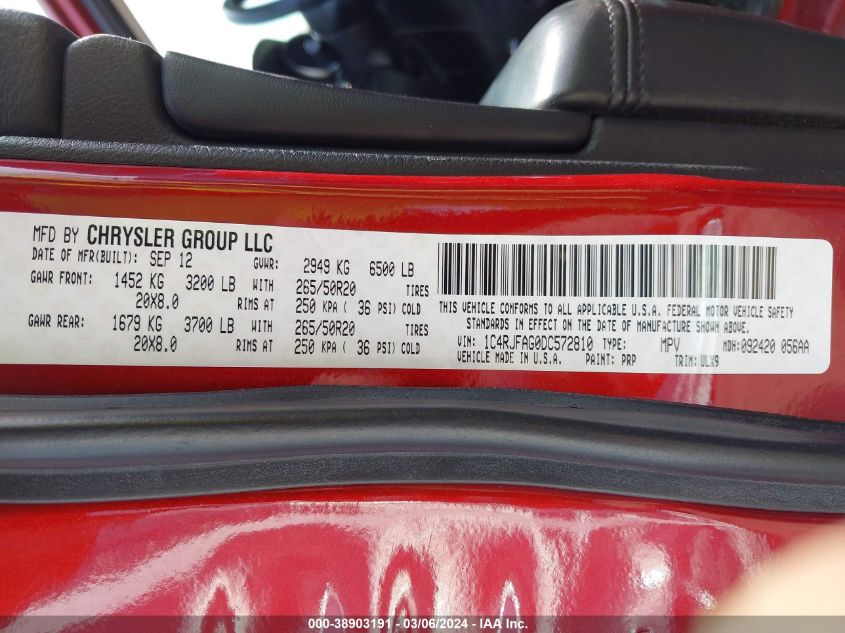 MFD BY CHRYSLER GROUP LLC
DATE OF MFR(BUILT): SEP 12 GVWR: 2949 KG 6500 LB
GAWR FRONT: 1452 KG 3200 LB WITH 265/50R20 TIRES
20X8.0 RIMS AT 250 KPA ( 36 PSI) COLD
GAWR REAR: 1679 KG 3700 LB WITH 265/50R20 TIRES
20X8.0 RIMS AT 250 KPA ( 36 PSI) COLD
THIS VEHICLE CONFORMS TO ALL APPLICABLE U.S.A. FEDERAL MOTOR VEHICLE SAFETY
STANDARDS IN EFFECT ON THE DATE OF MANUFACTURE SHOWN ABOVE.
VIN: 1C4RJFAG0DC572810 TYPE: MPV MDH: 092420 056AA
VEHICLE MADE IN U.S.A. PAINT: PRP TRIM: ULX9
000-38903191 - 03/06/2024 - IAA Inc.